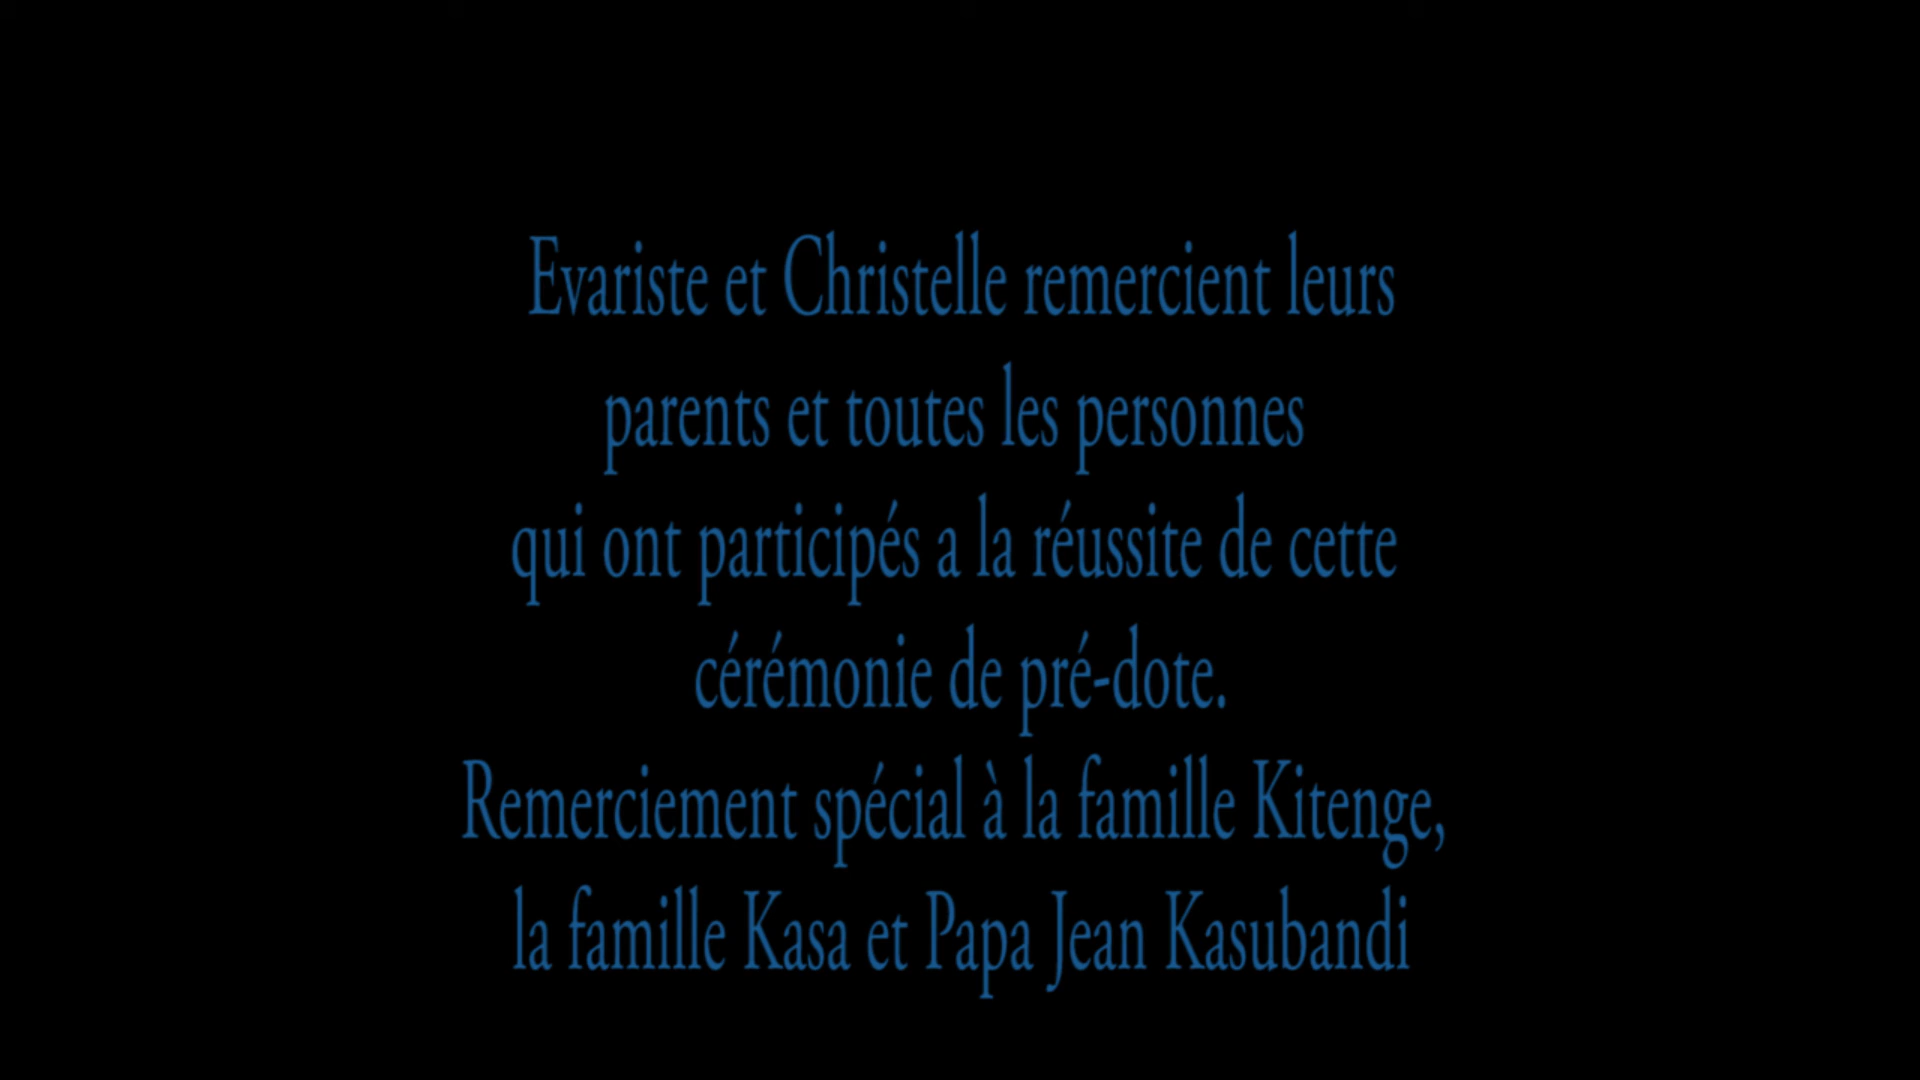 Evariste et Christelle remercient leurs
parents et toutes les personnes
qui ont participés a la réussite de cette
cérémonie de pré-dote.
Remerciement spécial à la famille Kitenge,
la famille Kasa et Papa Jean Kasubandi